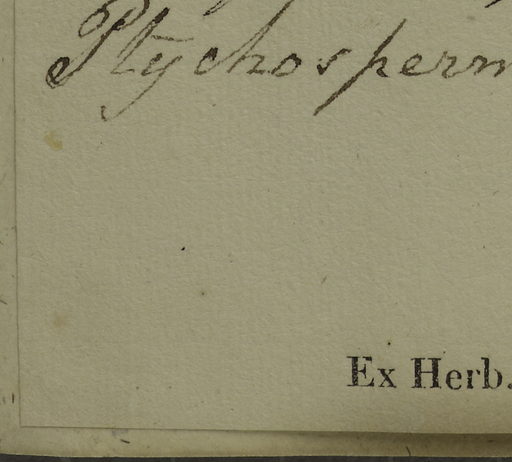 Ptychosperm
Ex Herb.